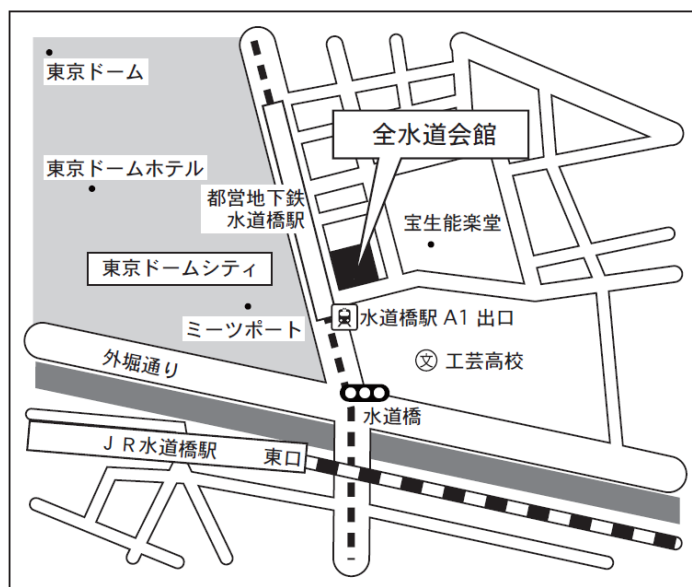 東京ドーム
全水道会館
東京ドームホテル
都営地下鉄
水道橋駅
宝生能楽堂
東京ドームシティ
ミーツポート
水道橋駅 A1 出口
外堀通り
文 工芸高校
水道橋
ＪＲ水道橋駅 東口